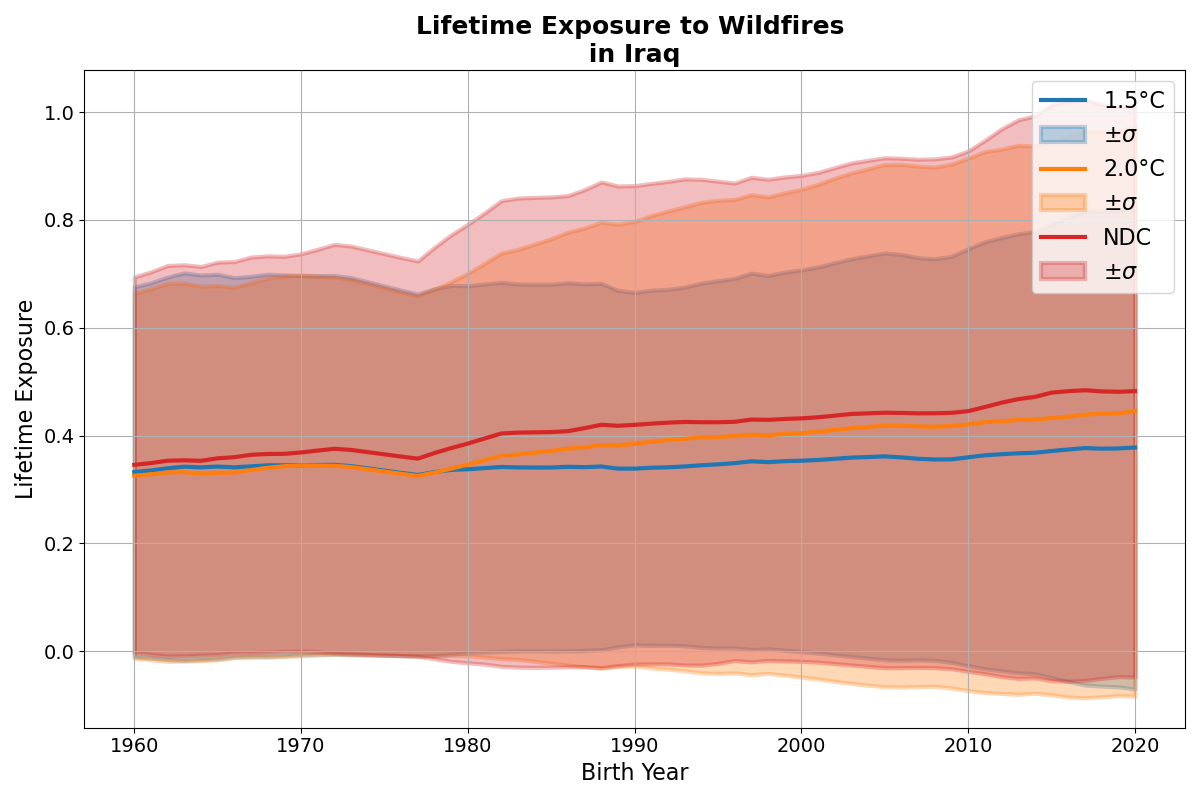 Lifetime Exposure to Wildfires
in Iraq
Lifetime Exposure
1.0
0.8
0.6
0.4
0.2
0.0
1960 1970 1980 1990 2000 2010 2020
Birth Year
1.5°C
±σ
2.0°C
±σ
NDC
±σ